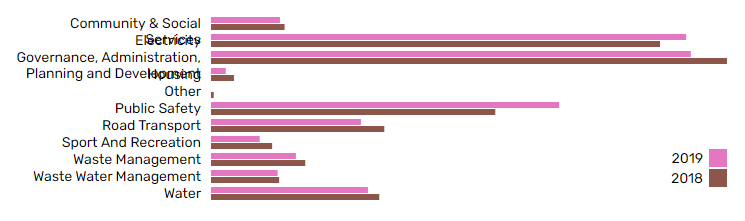 Community & Social
Services
Electricity
Governance, Administration,
Planning and Development
Housing
Other
Public Safety
Road Transport
Sport And Recreation
Waste Management
Waste Water Management
Water
2019
2018